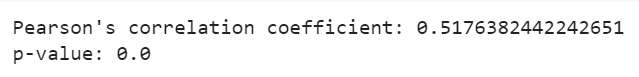 Pearson's correlation coefficient: 0.5176382442242651
p-value: 0.0